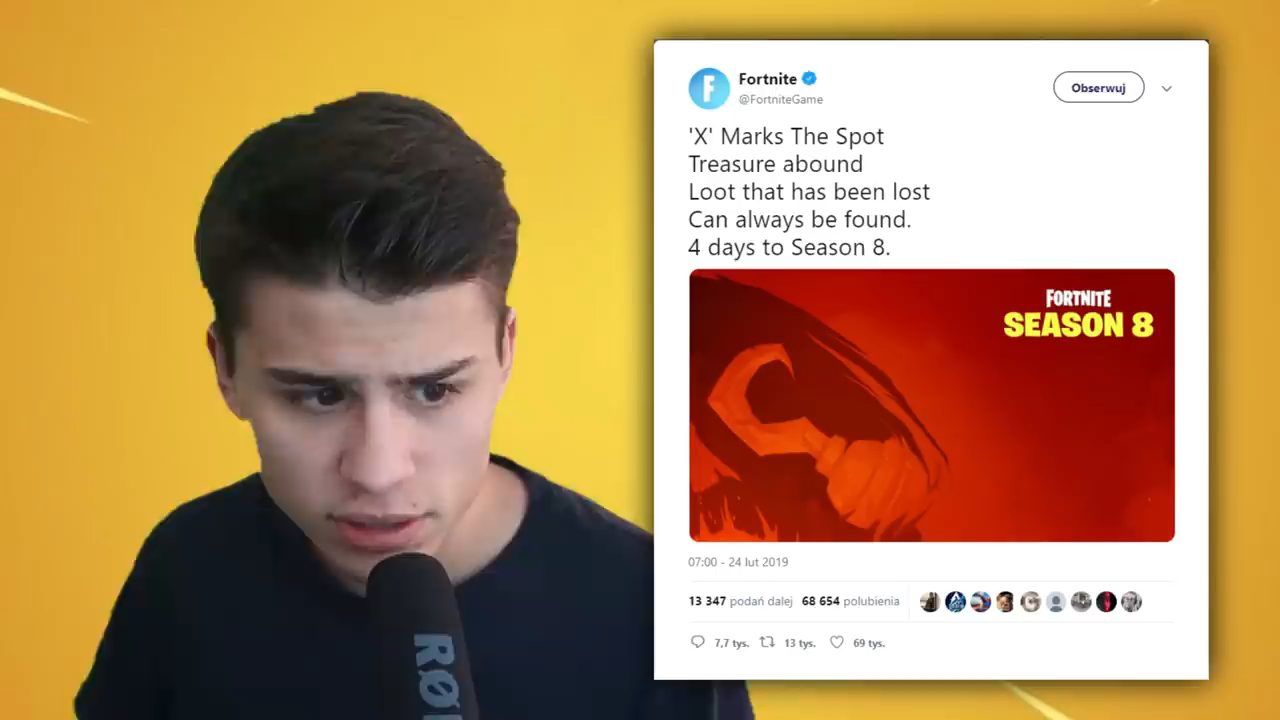 Fortnite
@FortniteGame
Obserwuj
'X' Marks The Spot
Treasure abound
Loot that has been lost
Can always be found.
4 days to Season 8.
FORTNITE
SEASON 8
07:00 - 24 lut 2019
13 347 podań dalej 68 654 polubienia
7,7 tys. 13 tys. 69 tys.
RØ